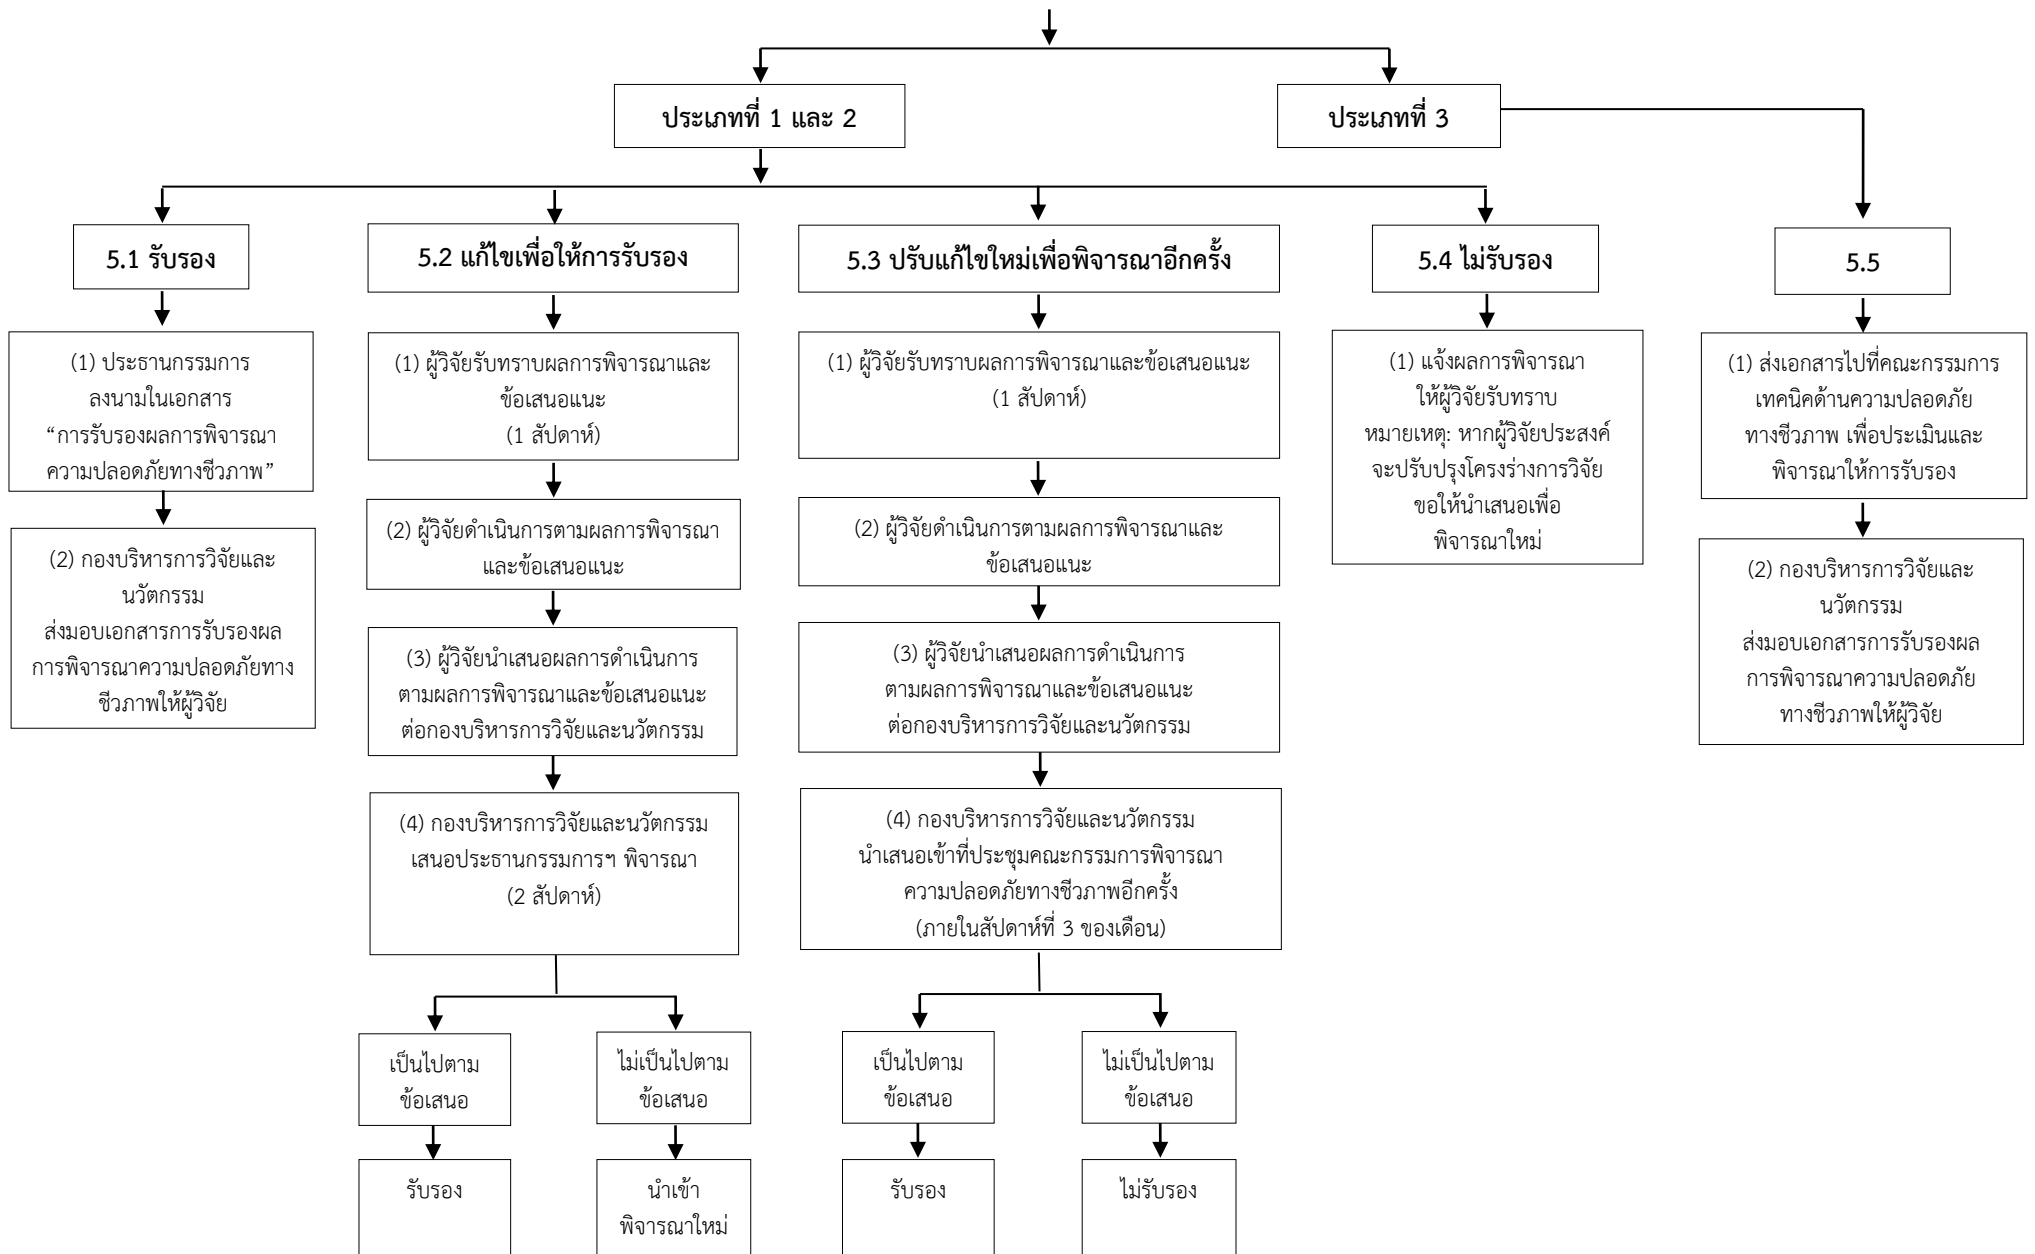 ประเภทที่ 1 และ 2
ประเภทที่ 3
5.1 รับรอง
5.2 แก้ไขเพื่อให้การรับรอง
5.3 ปรับแก้ไขใหม่เพื่อพิจารณาอีกครั้ง
5.4 ไม่รับรอง
5.5
(1) ประธานกรรมการ
ลงนามในเอกสาร
“การรับรองผลการพิจารณา
ความปลอดภัยทางชีวภาพ”
(2) กองบริหารการวิจัยและ
นวัตกรรม
ส่งมอบเอกสารการรับรองผล
การพิจารณาความปลอดภัยทาง
ชีวภาพให้ผู้วิจัย
(1) ผู้วิจัยรับทราบผลการพิจารณาและ
ข้อเสนอแนะ
(1 สัปดาห์)
(2) ผู้วิจัยดำเนินการตามผลการพิจารณา
และข้อเสนอแนะ
(3) ผู้วิจัยนำเสนอผลการดำเนินการ
ตามผลการพิจารณาและข้อเสนอแนะ
ต่อกองบริหารการวิจัยและนวัตกรรม
(4) กองบริหารการวิจัยและนวัตกรรม
เสนอประธานกรรมการฯ พิจารณา
(2 สัปดาห์)
เป็นไปตาม
ข้อเสนอ
รับรอง
ไม่เป็นไปตาม
ข้อเสนอ
นำเข้า
พิจารณาใหม่
(1) ผู้วิจัยรับทราบผลการพิจารณาและข้อเสนอแนะ
(1 สัปดาห์)
(2) ผู้วิจัยดำเนินการตามผลการพิจารณาและ
ข้อเสนอแนะ
(3) ผู้วิจัยนำเสนอผลการดำเนินการ
ตามผลการพิจารณาและข้อเสนอแนะ
ต่อกองบริหารการวิจัยและนวัตกรรม
(4) กองบริหารการวิจัยและนวัตกรรม
นำเสนอเข้าที่ประชุมคณะกรรมการพิจารณา
ความปลอดภัยทางชีวภาพอีกครั้ง
(ภายในสัปดาห์ที่ 3 ของเดือน)
เป็นไปตาม
ข้อเสนอ
รับรอง
ไม่เป็นไปตาม
ข้อเสนอ
ไม่รับรอง
(1) แจ้งผลการพิจารณา
ให้ผู้วิจัยรับทราบ
หมายเหตุ: หากผู้วิจัยประสงค์
จะปรับปรุงโครงร่างการวิจัย
ขอให้นำเสนอเพื่อ
พิจารณาใหม่
(1) ส่งเอกสารไปที่คณะกรรมการ
เทคนิคด้านความปลอดภัย
ทางชีวภาพ เพื่อประเมินและ
พิจารณาให้การรับรอง
(2) กองบริหารการวิจัยและ
นวัตกรรม
ส่งมอบเอกสารการรับรองผล
การพิจารณาความปลอดภัย
ทางชีวภาพให้ผู้วิจัย